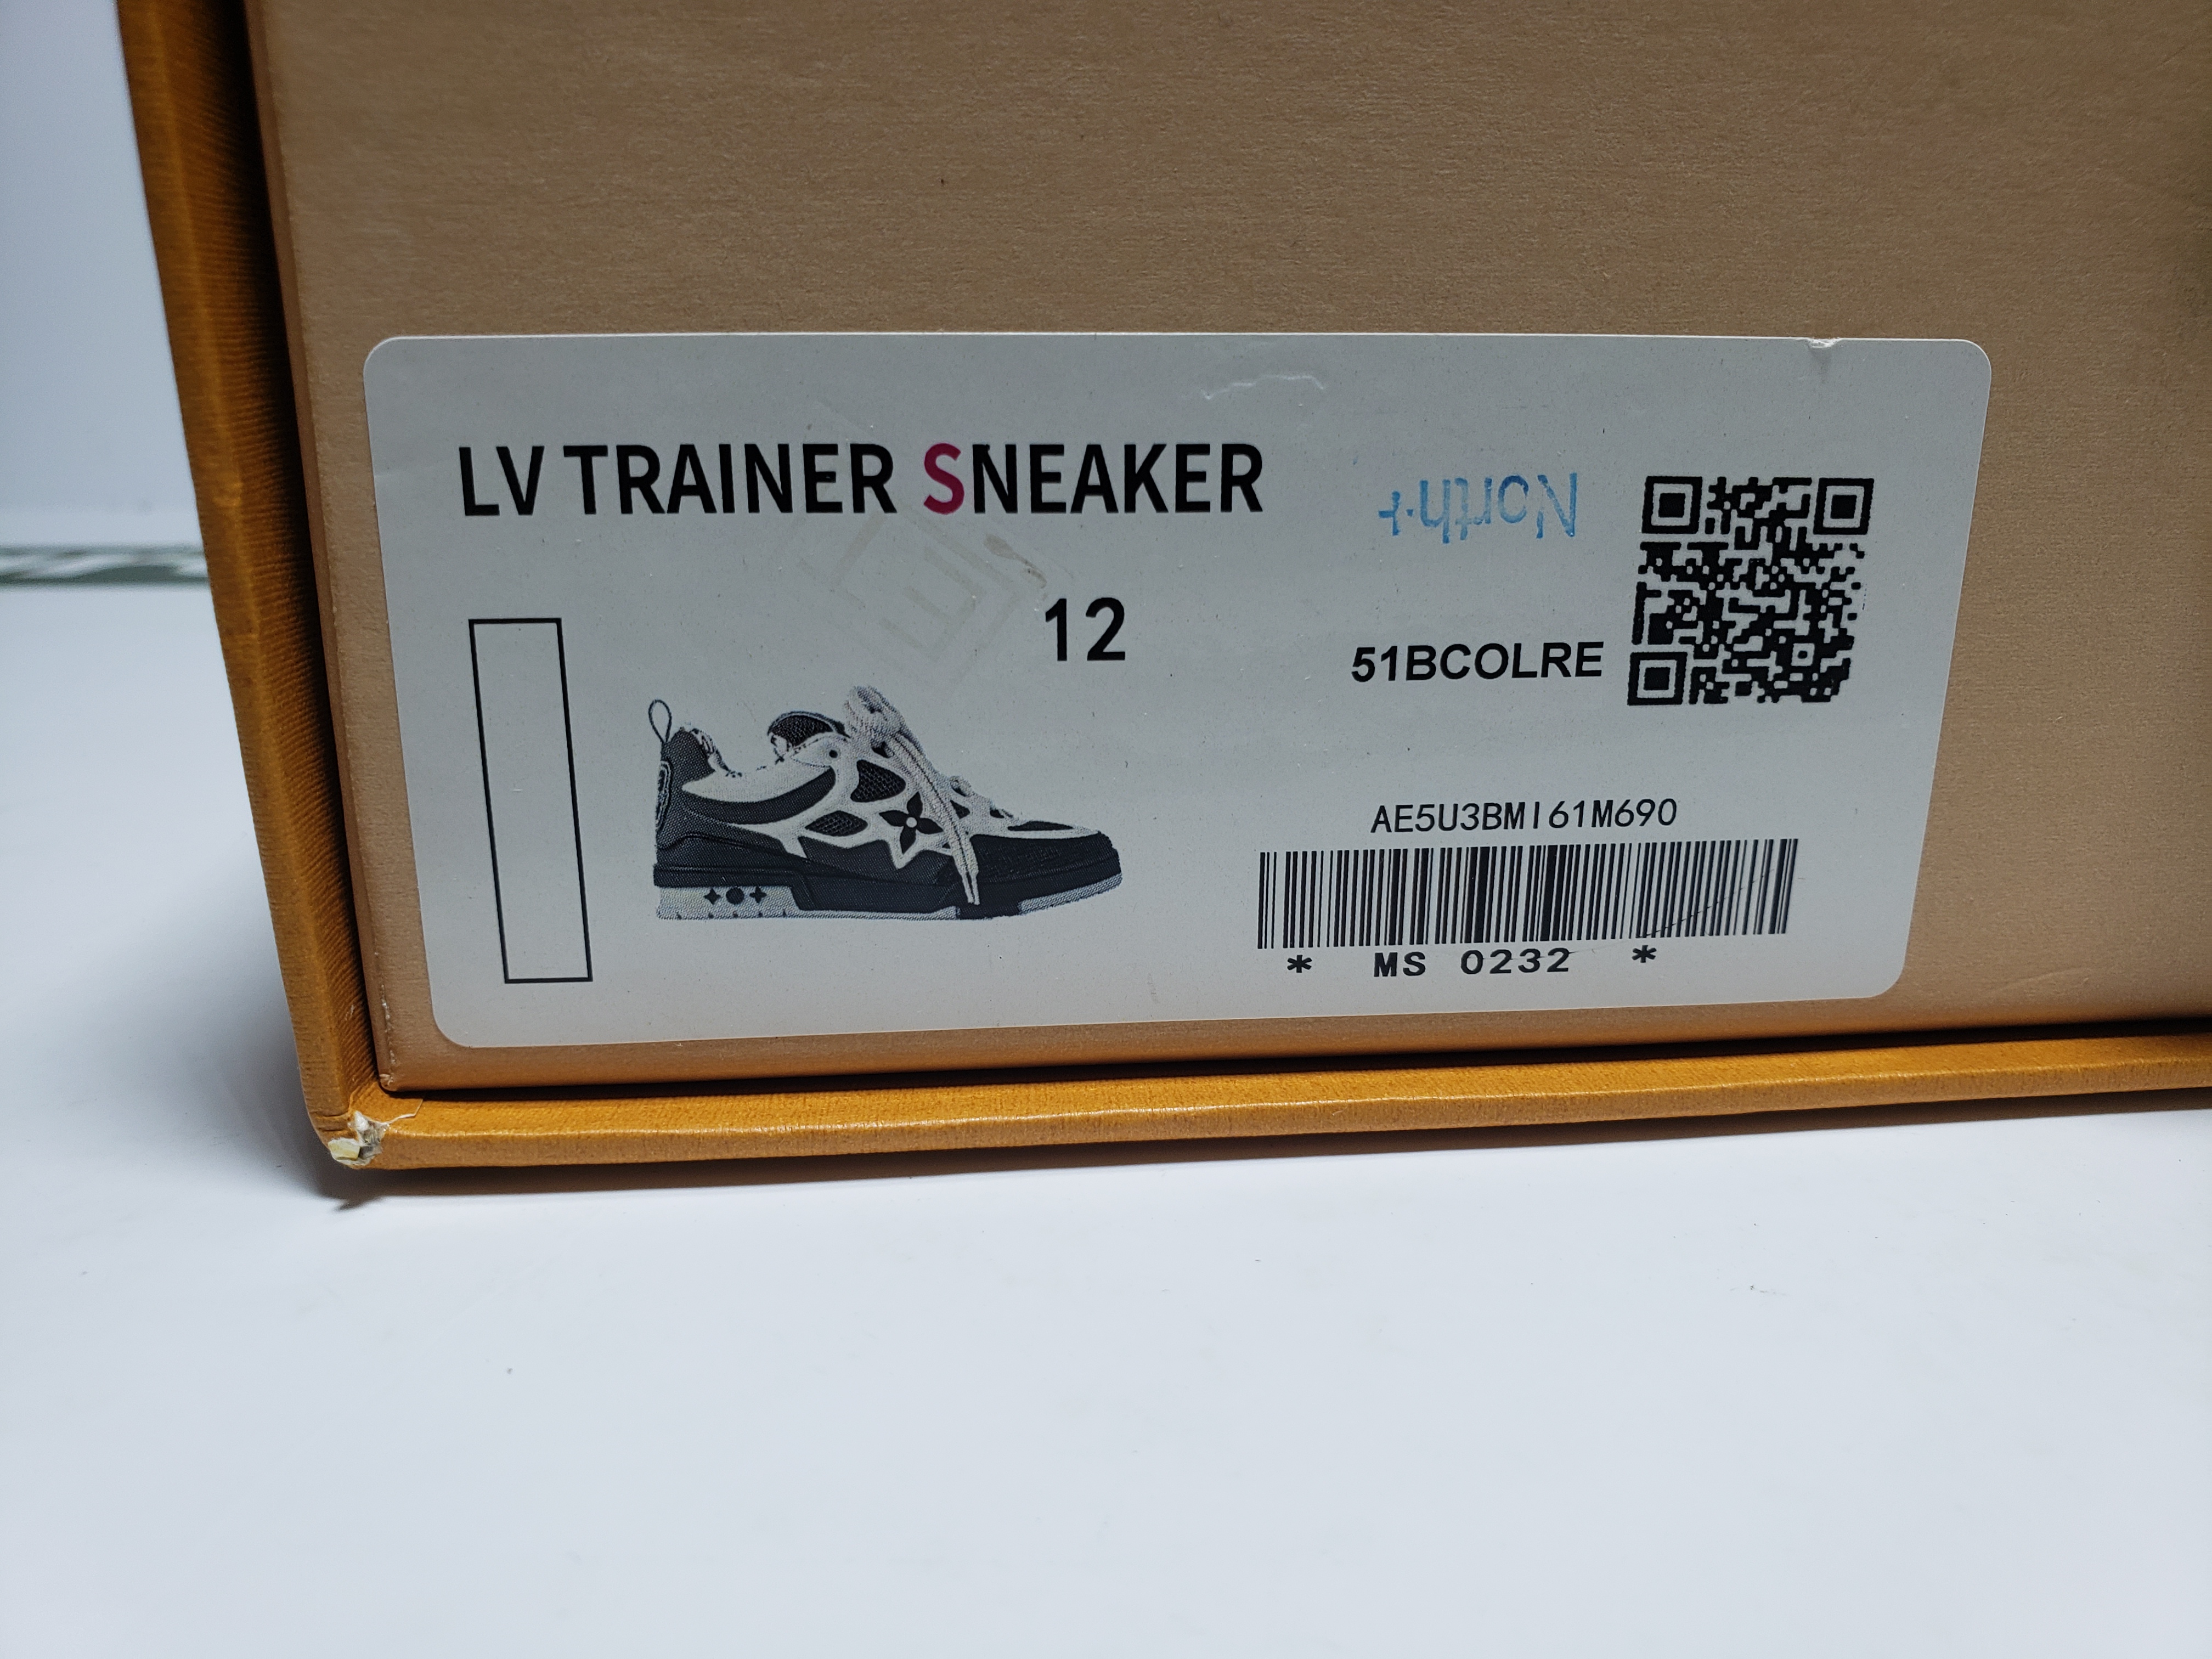 LV TRAINER SNEAKER
North+
12
51BCOLRE
AE5U3BMI61M690
* MS 0232 *